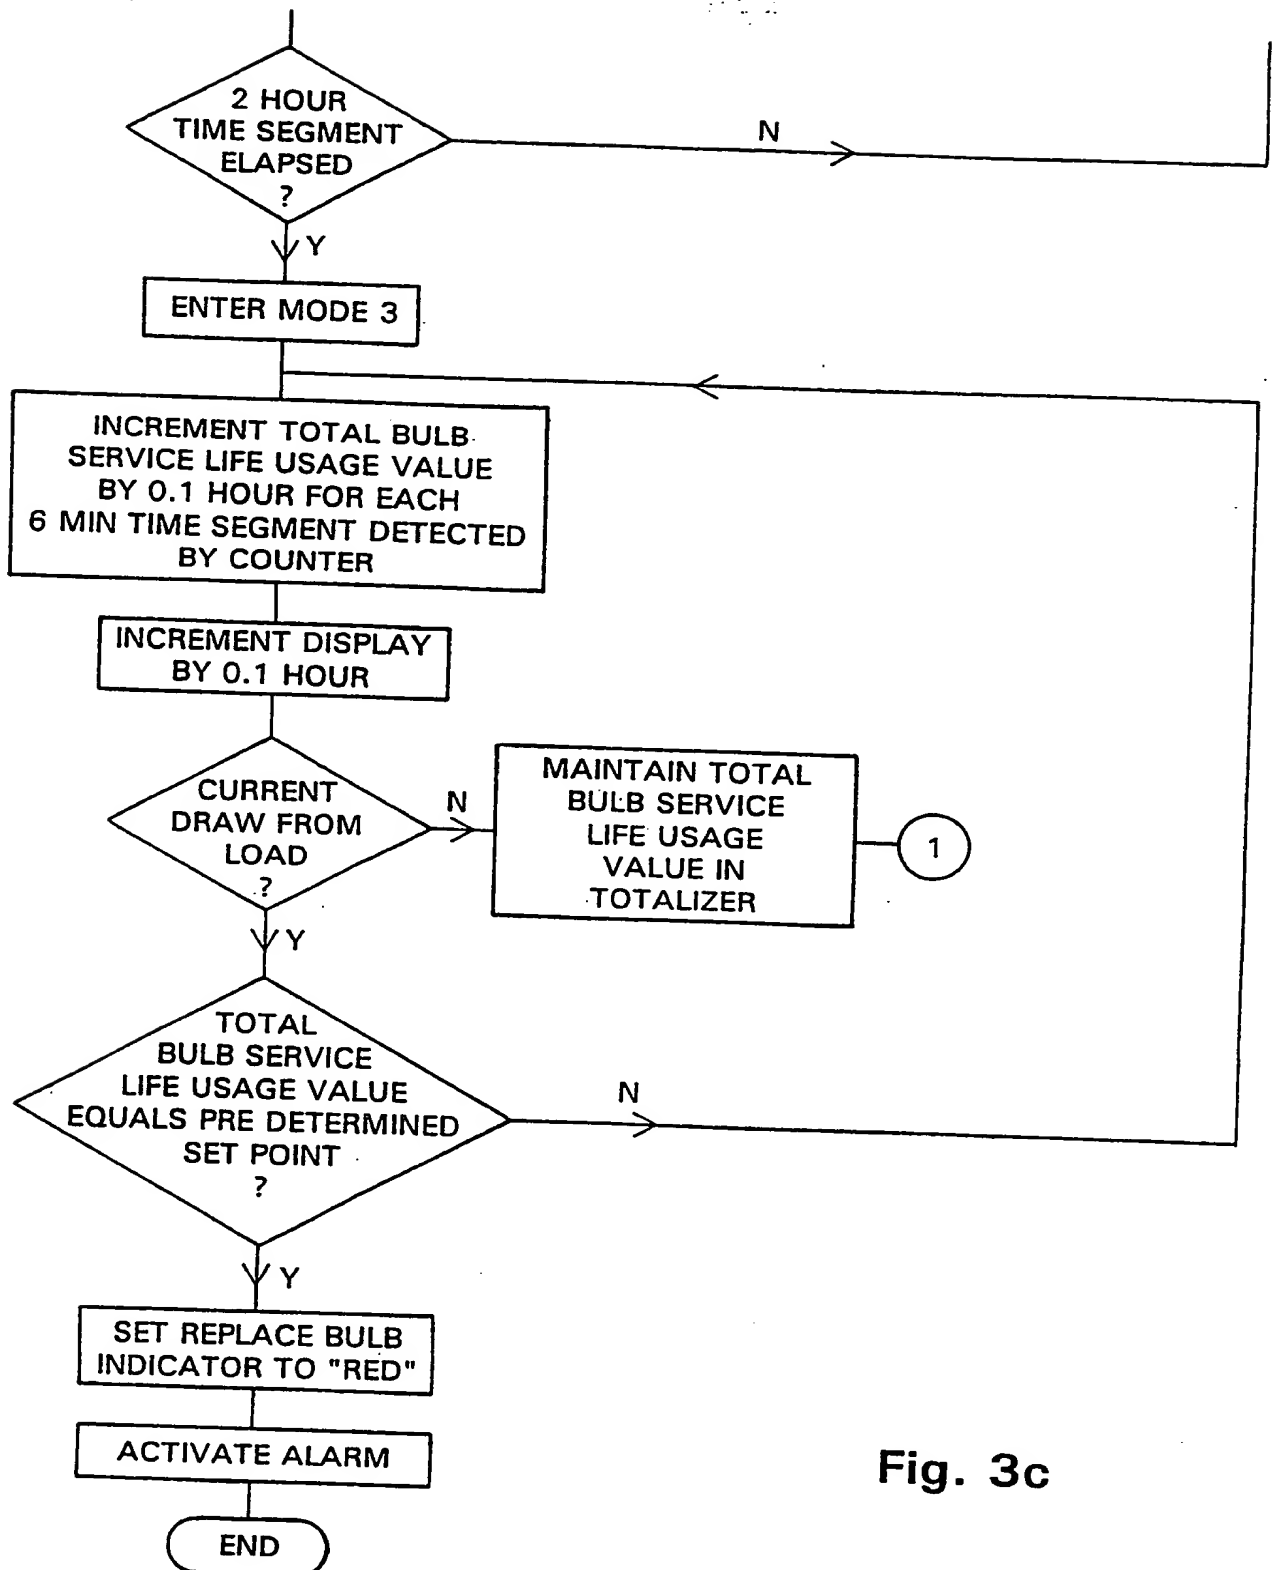 2 HOUR
TIME SEGMENT
ELAPSED
?
N
Y
ENTER MODE 3
INCREMENT TOTAL BULB
SERVICE LIFE USAGE VALUE
BY 0.1 HOUR FOR EACH
6 MIN TIME SEGMENT DETECTED
BY COUNTER
INCREMENT DISPLAY
BY 0.1 HOUR
CURRENT
DRAW FROM
LOAD
?
N
MAINTAIN TOTAL
BULB SERVICE
LIFE USAGE
VALUE IN
TOTALIZER
1
Y
TOTAL
BULB SERVICE
LIFE USAGE VALUE
EQUALS PRE DETERMINED
SET POINT
?
N
Y
SET REPLACE BULB
INDICATOR TO "RED"
ACTIVATE ALARM
END
Fig. 3c